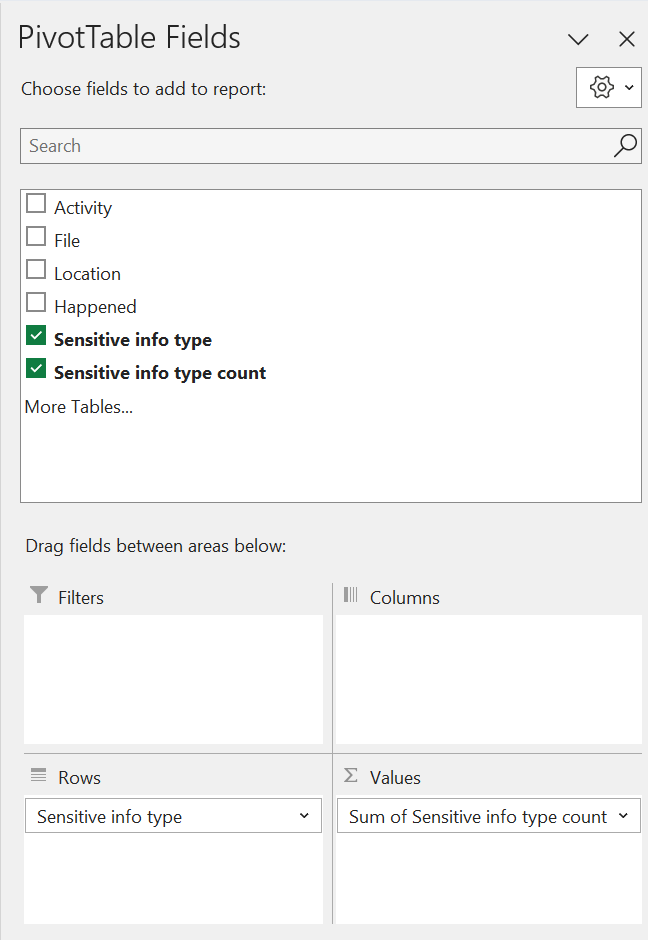 PivotTable Fields
Choose fields to add to report:
Search
Activity
File
Location
Happened
Sensitive info type
Sensitive info type count
More Tables...
Drag fields between areas below:
Filters
Columns
Rows
Values
Sensitive info type
Sum of Sensitive info type count